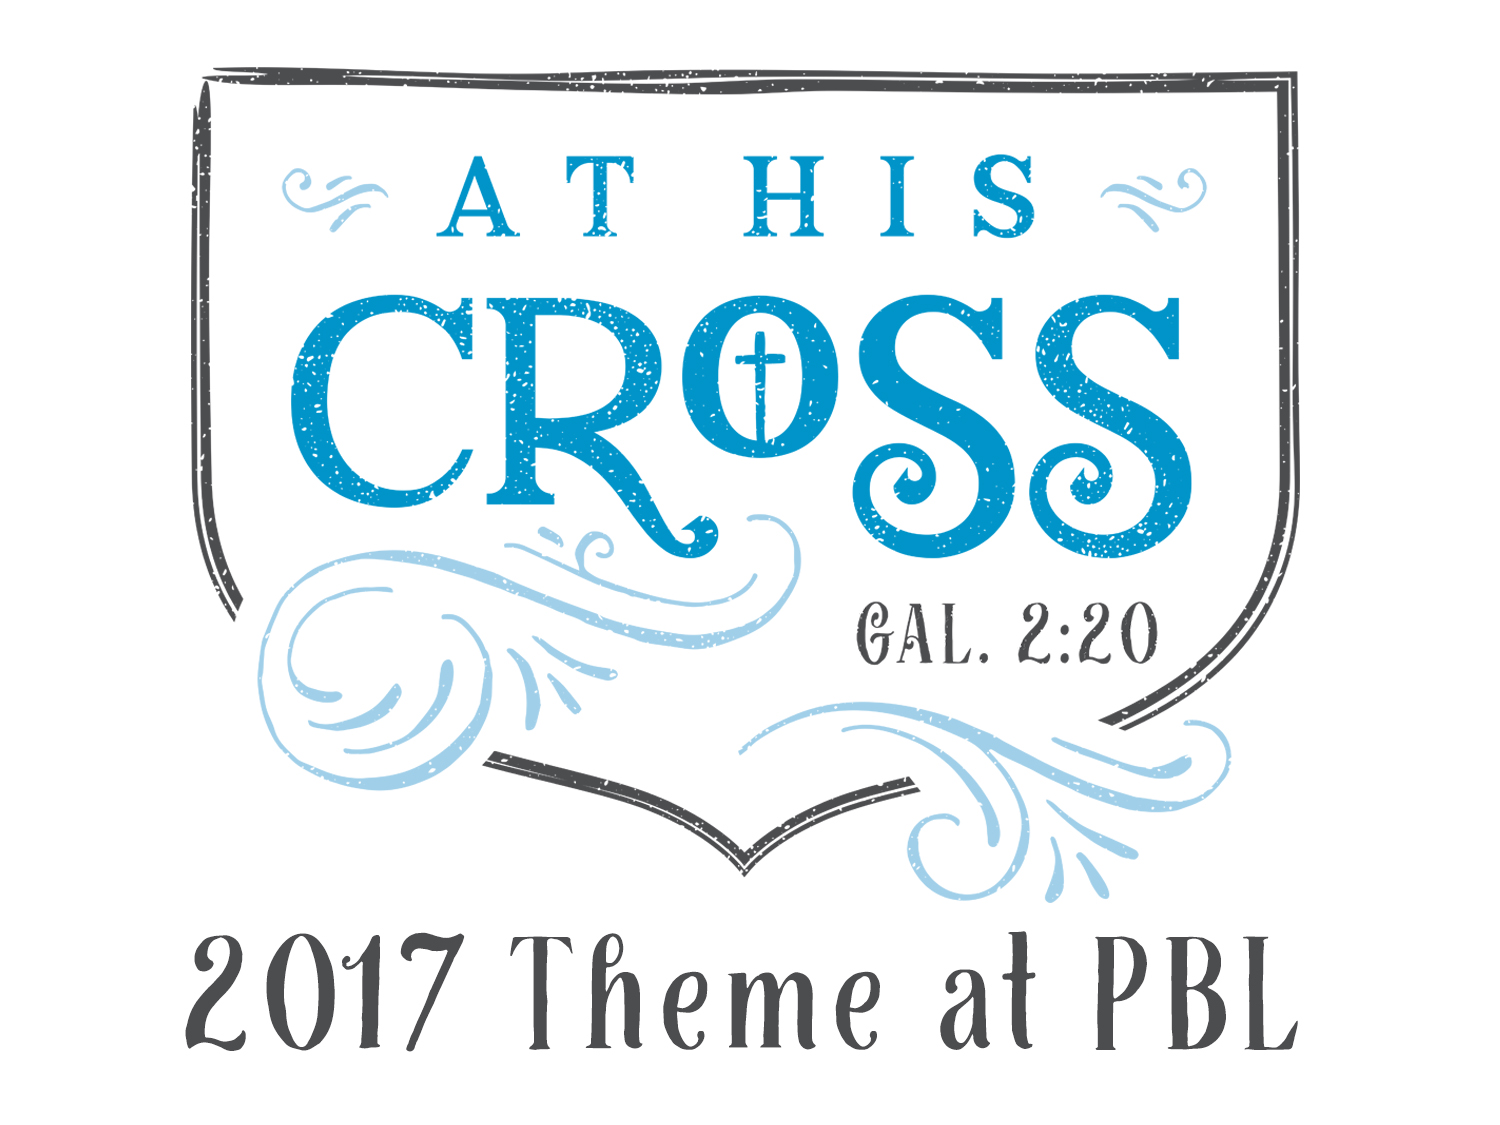 AT HIS
CROSS
GAL. 2:20
2017 Theme at PBL